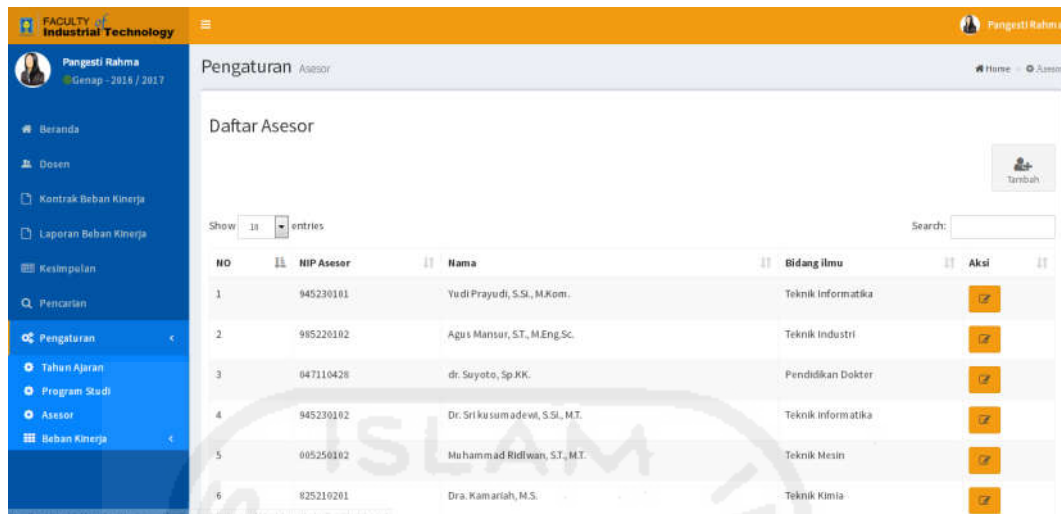 FACULTY of
Industrial Technology
Pangesti Rahma
Pangesti Rahma
Genap - 2016 / 2017
Pengaturan Asesor
Home
Beranda
Dosen
Kontrak Beban Kinerja
Laporan Beban Kinerja
Kesimpulan
Pencarian
Pengaturan
Tahun Ajaran
Program Studi
Asesor
Beban Kinerja
Daftar Asesor
Tambah
Show 10 entries
Search:
NO NIP Asesor Nama Bidang ilmu Aksi
1 945230101 Yudi Prayudi, S.Si., M.Kom. Teknik Informatika
2 985220102 Agus Mansur, S.T., M.Eng.Sc. Teknik Industri
3 047110428 dr. Suyoto, Sp.KK. Pendidikan Dokter
4 945230102 Dr. Sri kusumadewi, S.Si., M.T. Teknik Informatika
5 005250102 Muhammad Ridlwan, S.T., M.T. Teknik Mesin
6 825210201 Dra. Kamariah, M.S. Teknik Kimia
ISLAM